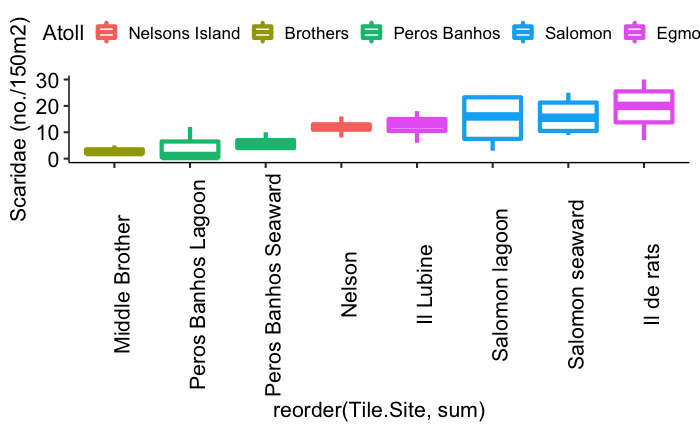 Atoll Nelsons Island Brothers Peros Banhos Salomon Egmo
Scaridae (no./150m2)
30
20
10
0
Middle Brother
Peros Banhos Lagoon
Peros Banhos Seaward
Nelson
Il Lubine
Salomon lagoon
Salomon seaward
Il de rats
reorder(Tile.Site, sum)